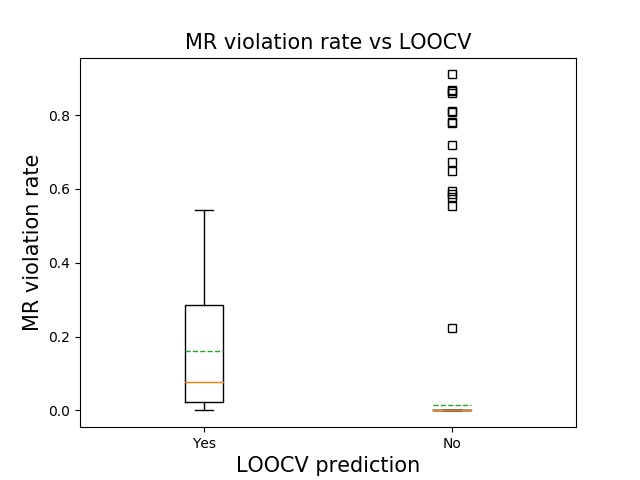 MR violation rate vs LOOCV
MR violation rate
0.8
0.6
0.4
0.2
0.0
Yes
No
LOOCV prediction